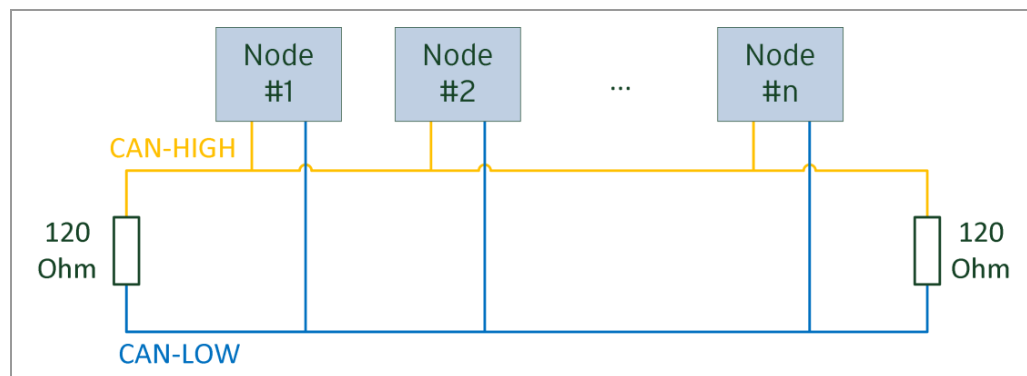 Node
#1
Node
#2
...
Node
#n
CAN-HIGH
120
Ohm
120
Ohm
CAN-LOW